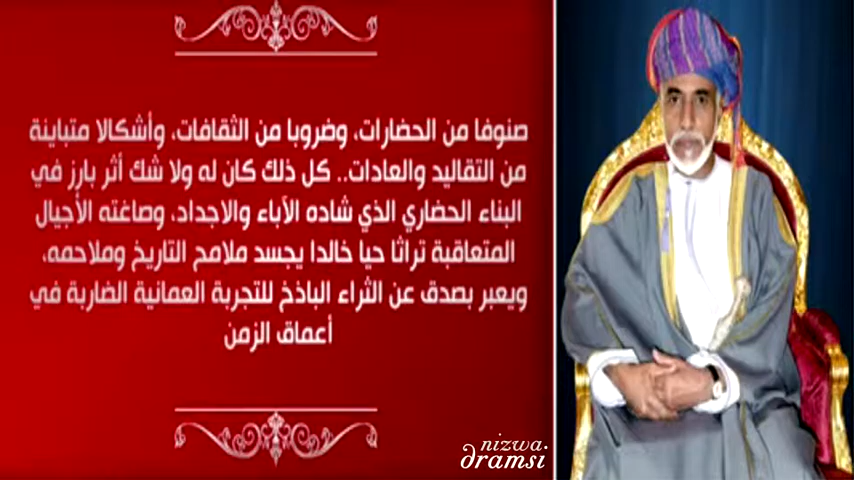 صنوفا من الحضارات، وضروبا من الثقافات، وأشكالا متباينة
من التقاليد والعادات.. كل ذلك كان له ولا شك أثر بارز في
البناء الحضاري الذي شاده الآباء والاجداد، وصاغته الأجيال
المتعاقبة تراثا حيا خالدا يجسد ملامح التاريخ وملاحمه،
ويعبر بصدق عن الثراء الباذخ للتجربة العمانية الضاربة في
أعماق الزمن
nizwa.
dramsi